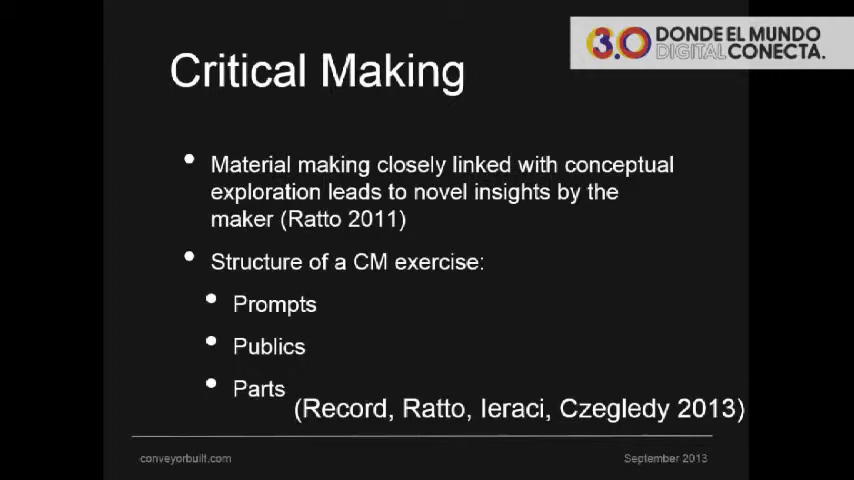 3.0 DONDE EL MUNDO
DIGITAL CONECTA.
Critical Making
• Material making closely linked with conceptual
exploration leads to novel insights by the
maker (Ratto 2011)
• Structure of a CM exercise:
• Prompts
• Publics
• Parts
(Record, Ratto, Ieraci, Czegledy 2013)
conveyorbuilt.com
September 2013